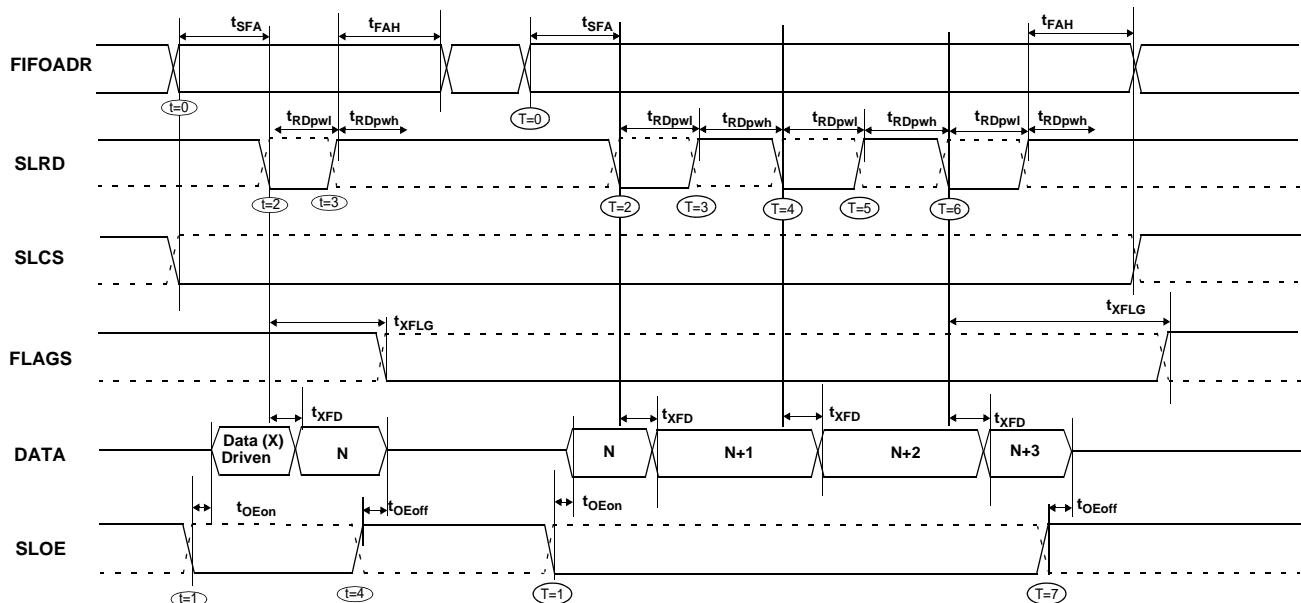 tSFA tFAH tSFA tFAH
FIFOADR
t=0 T=0
tRDpwl tRDpwh tRDpwl tRDpwh tRDpwl tRDpwh tRDpwl tRDpwh
SLRD
t=2 t=3 T=2 T=3 T=4 T=5 T=6
SLCS
tXFLG tXFLG
FLAGS
tXFD tXFD tXFD tXFD
DATA
Data (X)
Driven
N N N+1 N+2 N+3
tOEon tOEoff tOEon tOEoff
SLOE
t=1 t=4 T=1 T=7